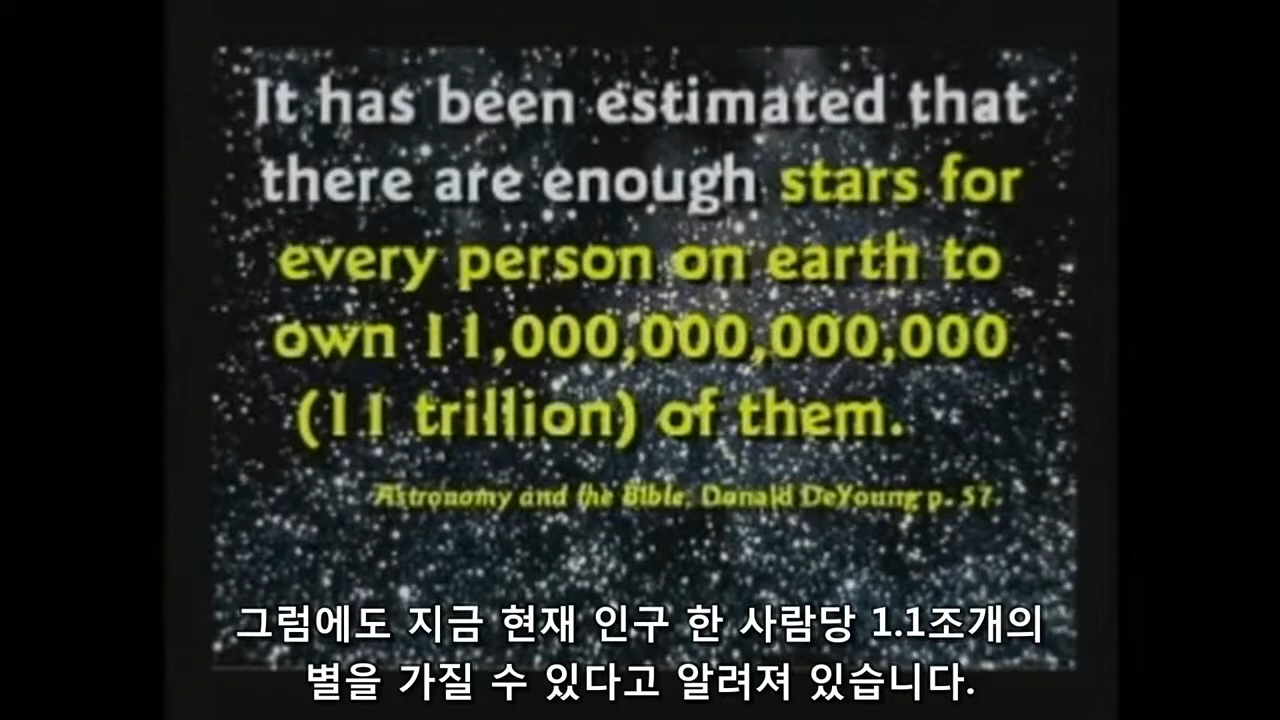 It has been estimated that
there are enough stars for
every person on earth to
own 11,000,000,000,000
(11 trillion) of them.
Astronomy and the Bible, Donald DeYoung p. 57.
그럼에도 지금 현재 인구 한 사람당 1.1조개의
별을 가질 수 있다고 알려져 있습니다.